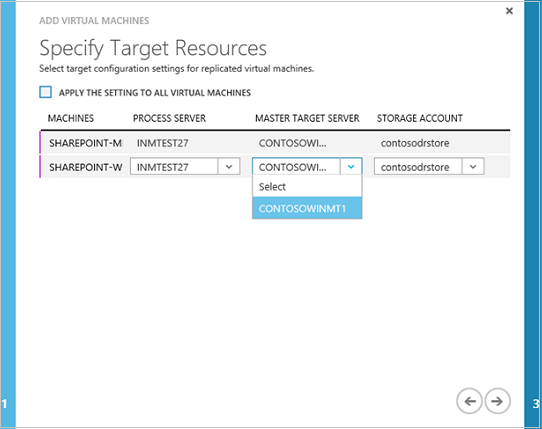 ADD VIRTUAL MACHINES
Specify Target Resources
Select target configuration settings for replicated virtual machines.
APPLY THE SETTING TO ALL VIRTUAL MACHINES
MACHINES PROCESS SERVER MASTER TARGET SERVER STORAGE ACCOUNT
SHAREPOINT-M INMTEST27 CONTOSOWI... contosodrstore
SHAREPOINT-W INMTEST27 CONTOSOWI... contosodrstore
Select
CONTOSOWINMT1
1 3